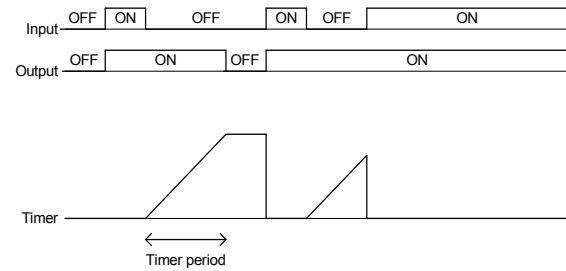 Input OFF ON OFF ON OFF ON
Output OFF ON OFF ON
Timer
Timer period